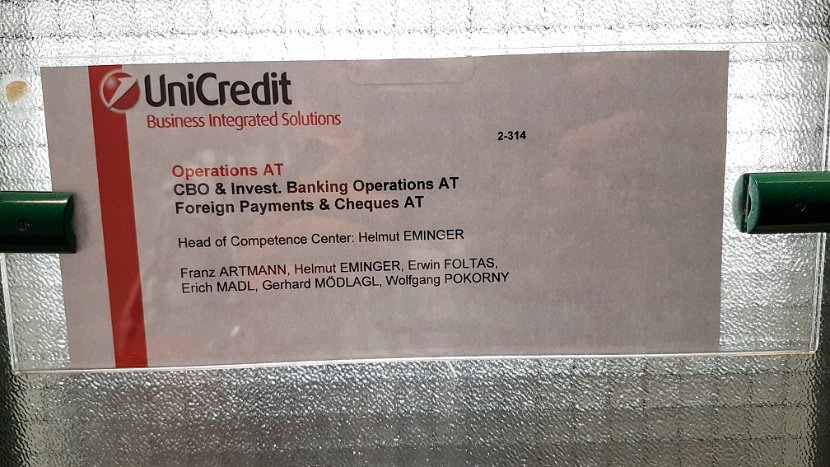 UniCredit
Business Integrated Solutions
2-314
Operations AT
CBO & Invest. Banking Operations AT
Foreign Payments & Cheques AT
Head of Competence Center: Helmut EMINGER
Franz ARTMANN, Helmut EMINGER, Erwin FOLTAS,
Erich MADL, Gerhard MÖDLAGL, Wolfgang POKORNY